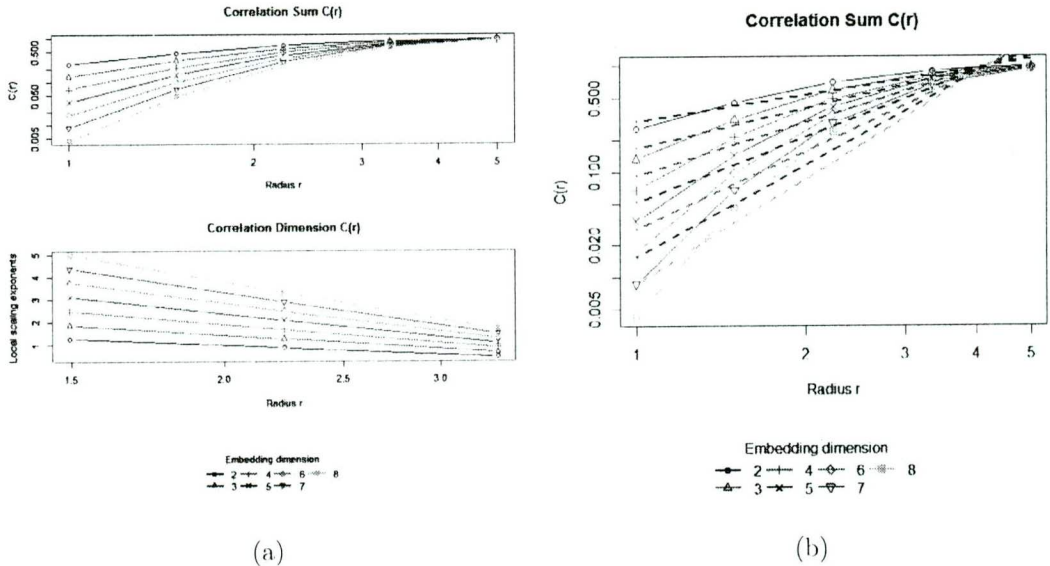 Correlation Sum C(r)
C(r)
0.500
0.050
0.005
1 2 3 4 5
Radius r
Correlation Dimension C(r)
Local scaling exponents
5
4
3
2
1
1.5 2.0 2.5 3.0
Radius r
Embedding dimension
2 4 6 8
3 5 7
(a)
Correlation Sum C(r)
C(r)
0.500
0.100
0.020
0.005
1 2 3 4 5
Radius r
Embedding dimension
2 4 6 8
3 5 7
(b)